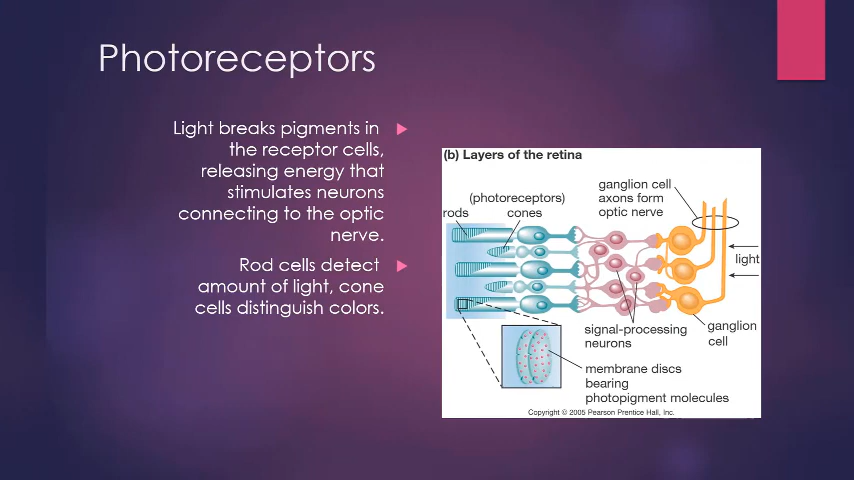 Photoreceptors
Light breaks pigments in
the receptor cells,
releasing energy that
stimulates neurons
connecting to the optic
nerve.
Rod cells detect
amount of light, cone
cells distinguish colors.
(b) Layers of the retina
(photoreceptors)
rods
cones
ganglion cell
axons form
optic nerve
light
signal-processing
neurons
ganglion
cell
membrane discs
bearing
photopigment molecules
Copyright © 2005 Pearson Prentice Hall, Inc.